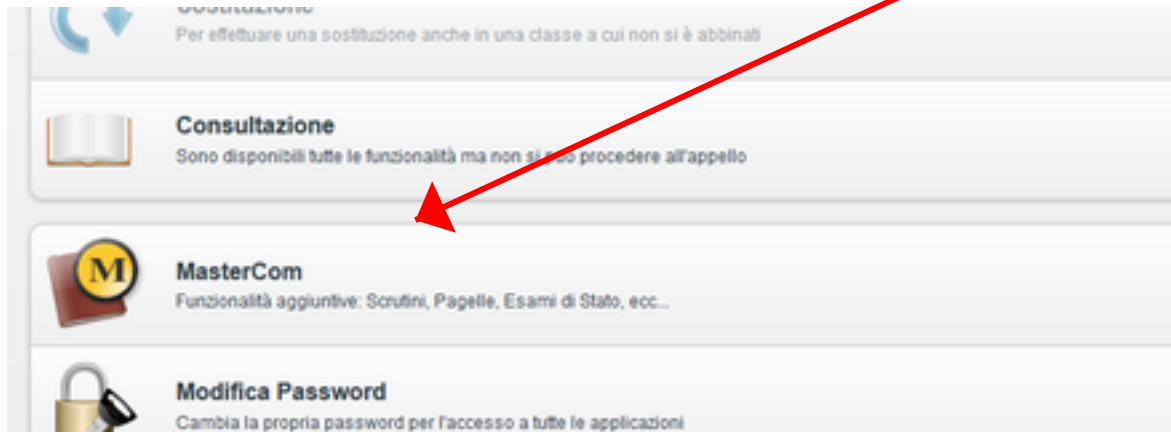 Sostituzione
Per effettuare una sostituzione anche in una classe a cui non si è abbinati
Consultazione
Sono disponibili tutte le funzionalità ma non si può procedere all'appello
M
MasterCom
Funzionalità aggiuntive: Scrutini, Pagelle, Esami di Stato, ecc...
Modifica Password
Cambia la propria password per l'accesso a tutte le applicazioni